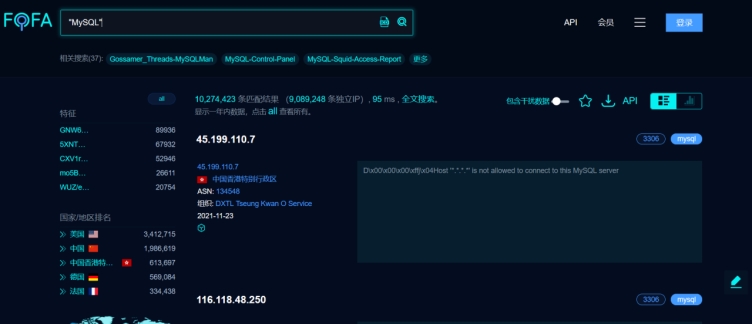 FOFA
"MySQL"
API
会员
登录
相关搜索(37):
Gossamer_Threads-MySQLMan
MySQL-Control-Panel
MySQL-Squid-Access-Report
更多
all
10,274,423 条匹配结果 （9,089,248 条独立IP）, 95 ms , 全文搜索。
显示一年内数据，点击 all 查看所有。
包含干扰数据
API
特征
GNW6... 89936
5XNT... 67932
CXV1r... 52946
mo5B... 26611
WUZ/e... 20754
国家/地区排名
美国 3,412,715
中国 1,986,619
中国香港特... 613,697
德国 569,084
法国 334,438
45.199.110.7
3306 mysql
45.199.110.7
中国香港特别行政区
ASN: 134548
组织: DXTL Tseung Kwan O Service
2021-11-23
D\x00\x00\x00\xffj\x04Host '*.*.*.*' is not allowed to connect to this MySQL server
116.118.48.250
3306 mysql